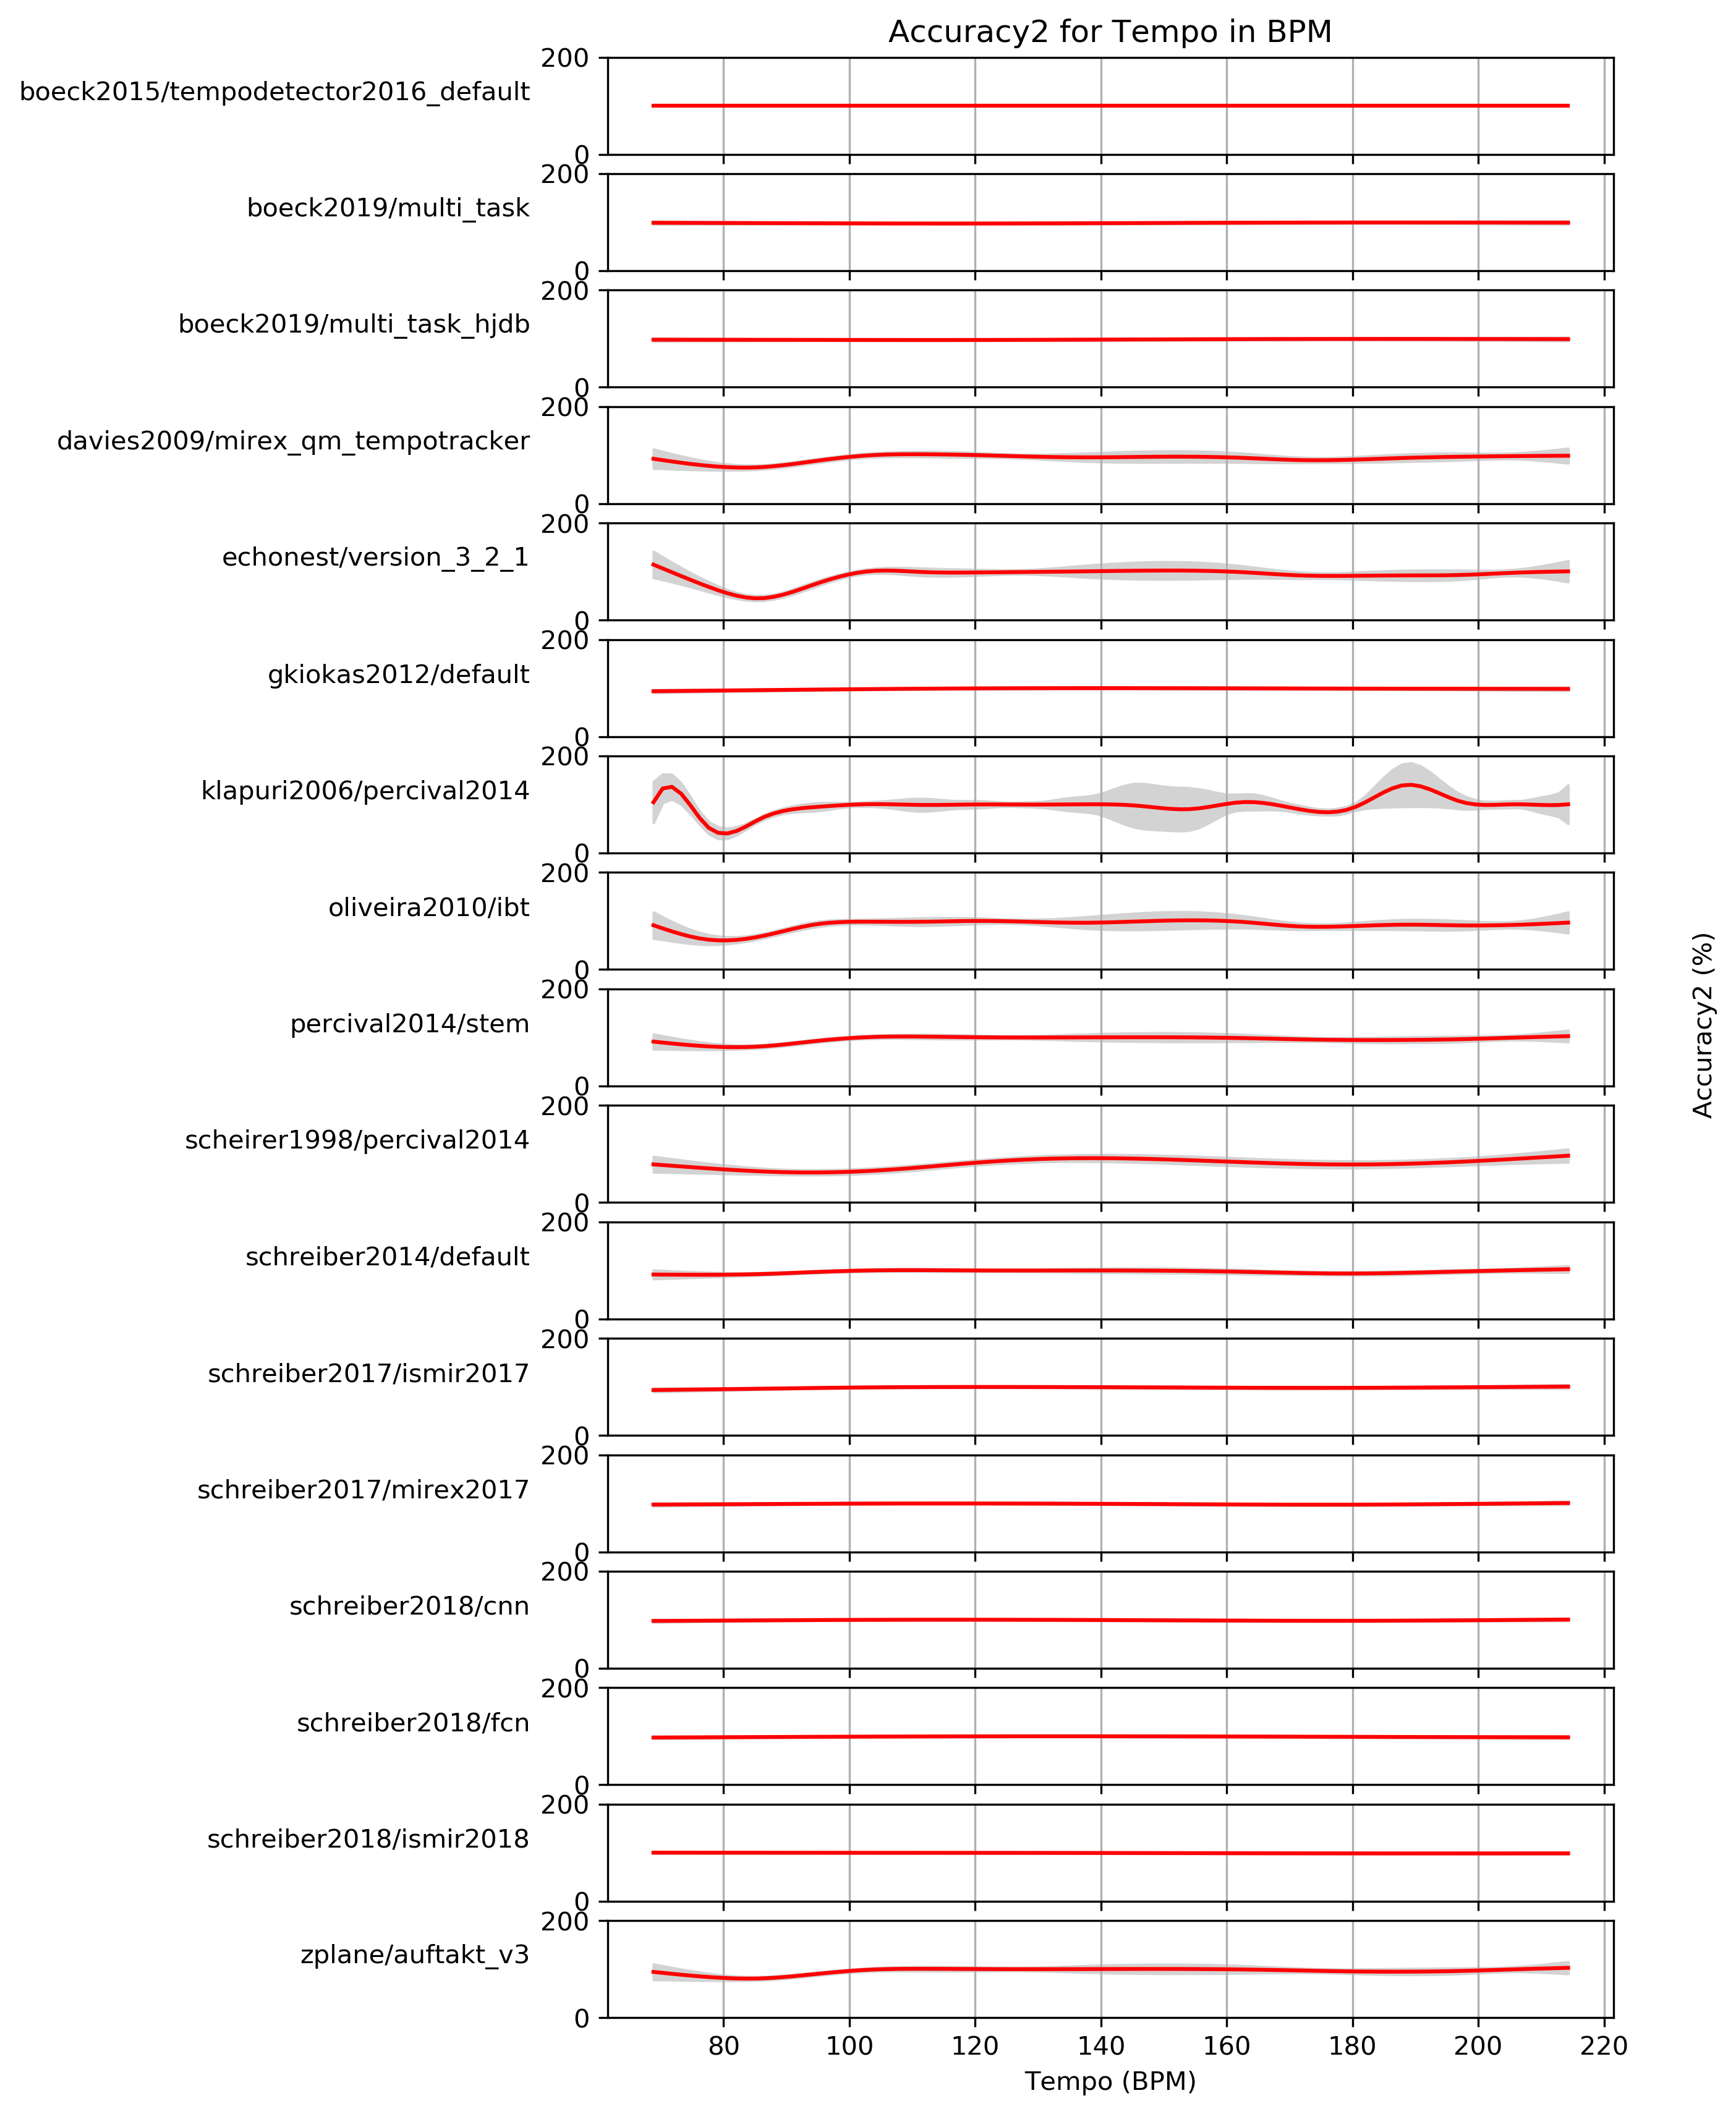 Accuracy2 for Tempo in BPM
200
boeck2015/tempodetector2016_default
0
200
boeck2019/multi_task
0
200
boeck2019/multi_task_hjdb
0
200
davies2009/mirex_qm_tempotracker
0
200
echonest/version_3_2_1
0
200
gkiokas2012/default
0
200
klapuri2006/percival2014
0
200
oliveira2010/ibt
0
200
percival2014/stem
0
200
scheirer1998/percival2014
0
200
schreiber2014/default
0
200
schreiber2017/ismir2017
0
200
schreiber2017/mirex2017
0
200
schreiber2018/cnn
0
200
schreiber2018/fcn
0
200
schreiber2018/ismir2018
0
200
zplane/auftakt_v3
0
80 100 120 140 160 180 200 220
Tempo (BPM)
Accuracy2 (%)